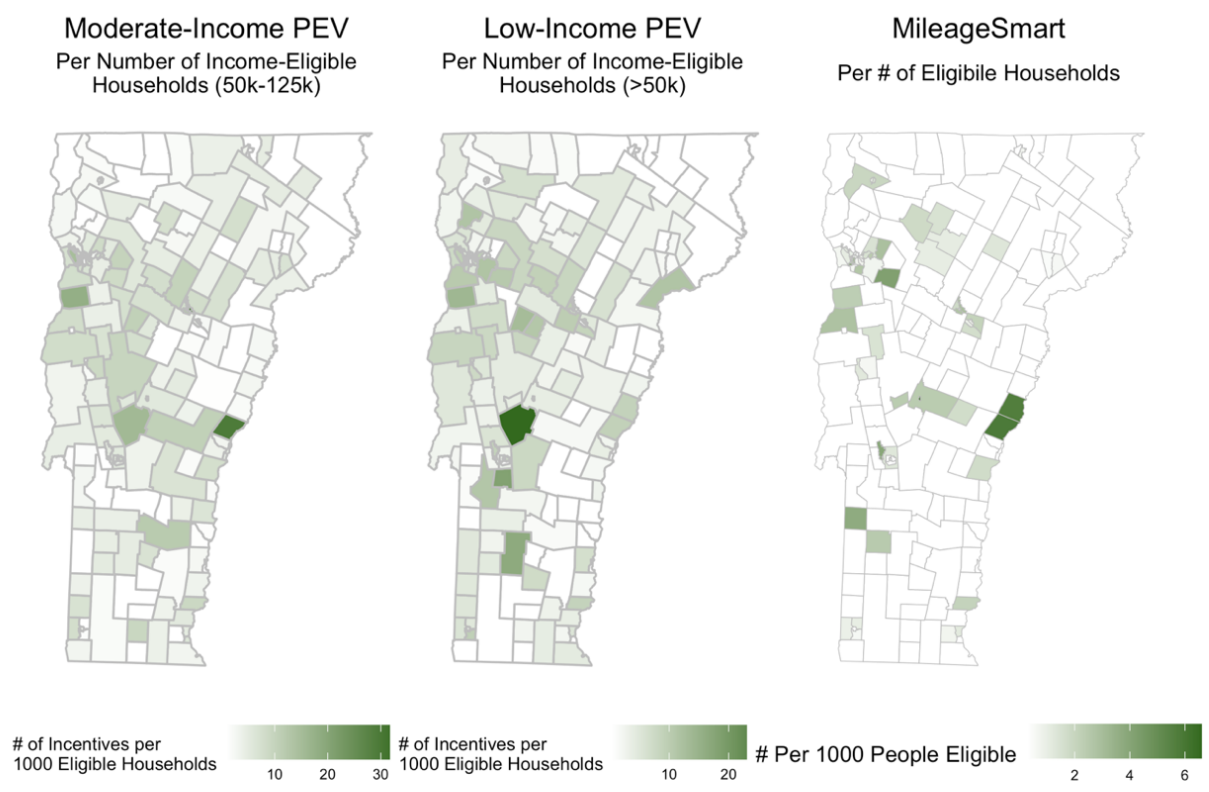 Moderate-Income PEV
Per Number of Income-Eligible
Households (50k-125k)
Low-Income PEV
Per Number of Income-Eligible
Households (>50k)
MileageSmart
Per # of Eligibile Households
# of Incentives per
1000 Eligible Households
10 20 30
# of Incentives per
1000 Eligible Households
10 20
# Per 1000 People Eligible
2 4 6